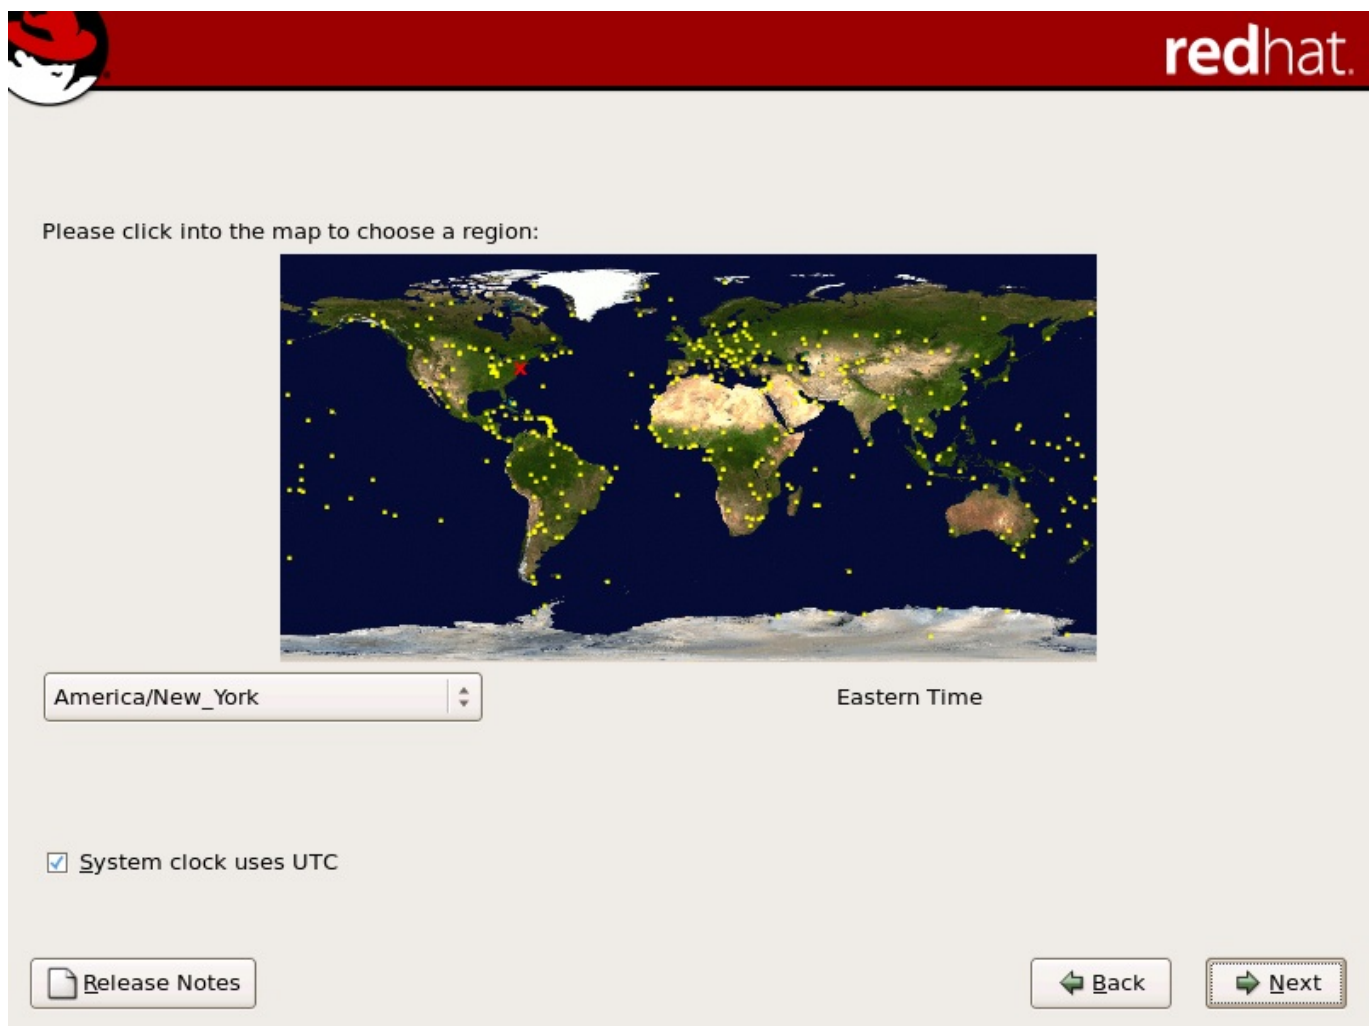 redhat.
Please click into the map to choose a region:
America/New_York
Eastern Time
System clock uses UTC
Release Notes
Back
Next